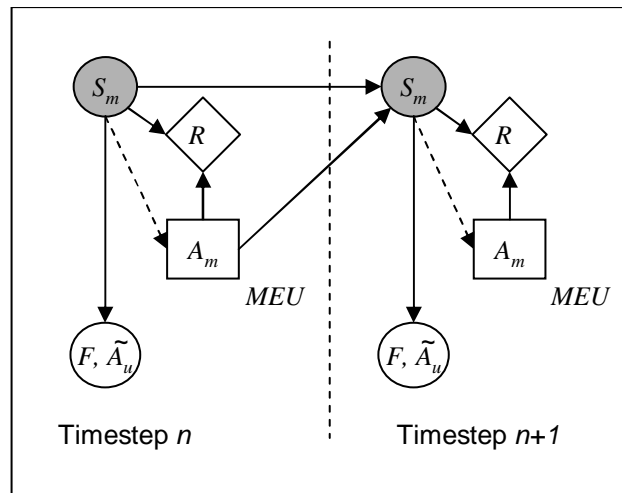 S_m S_m
R R
A_m A_m
MEU MEU
F, Ã_u F, Ã_u
Timestep n Timestep n+1